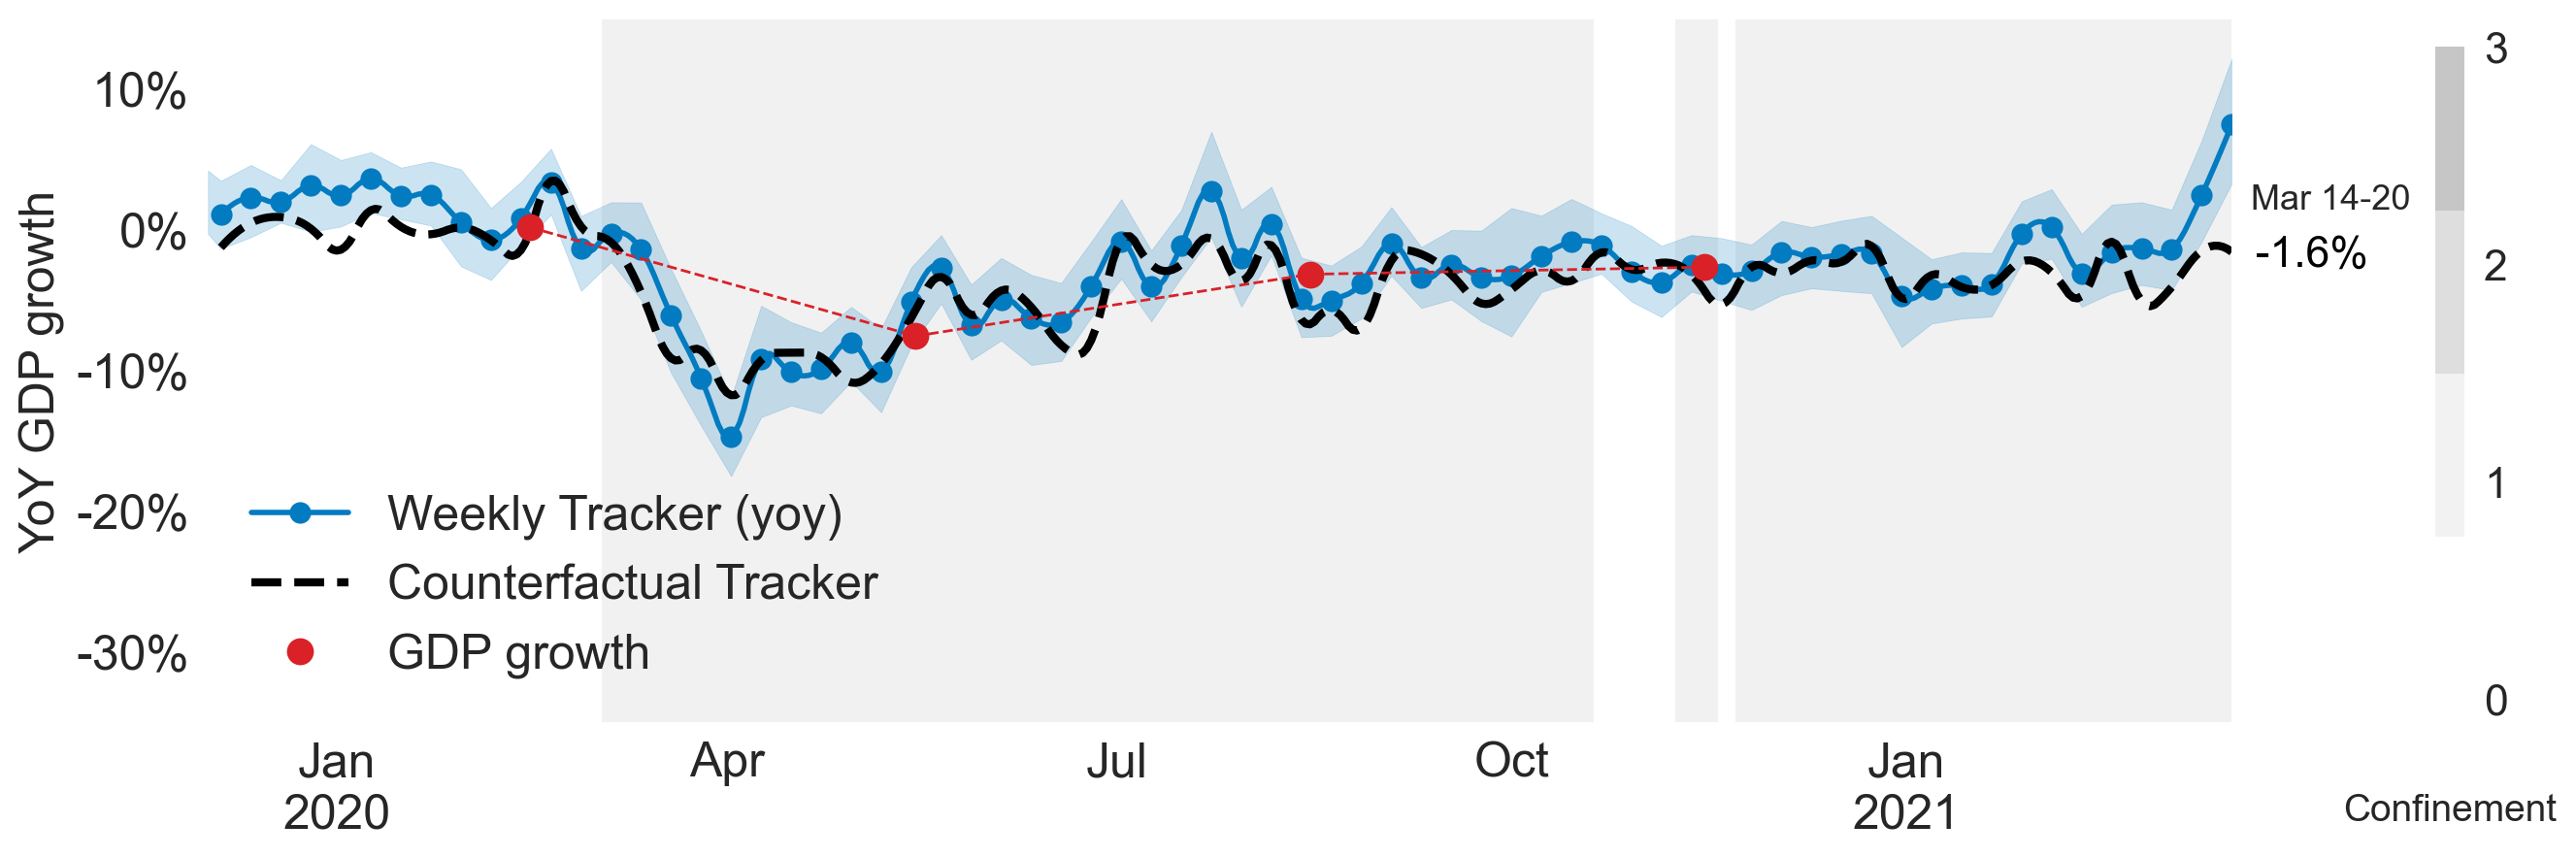 YoY GDP growth
10%
0%
-10%
-20%
-30%
Weekly Tracker (yoy)
Counterfactual Tracker
GDP growth
Jan
2020
Apr
Jul
Oct
Jan
2021
Mar 14-20
-1.6%
3
2
1
0
Confinement